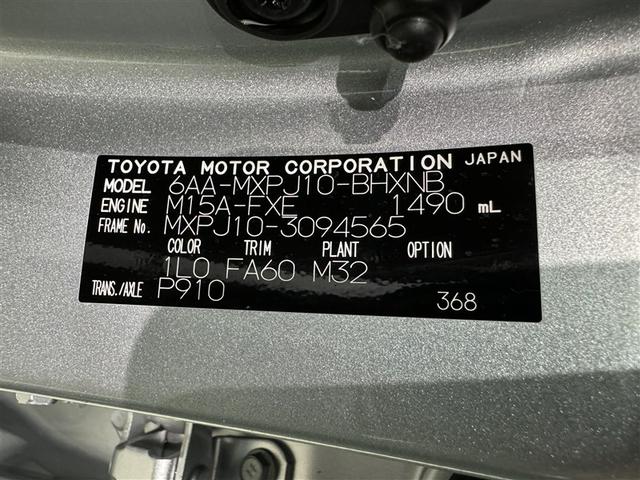 TOYOTA MOTOR CORPORATION JAPAN
MODEL 6AA-MXPJ10-BHXNB
ENGINE M15A-FXE 1490 mL
FRAME No. MXPJ10-3094565
COLOR TRIM PLANT OPTION
1L0 FA60 M32
TRANS./AXLE P910
368